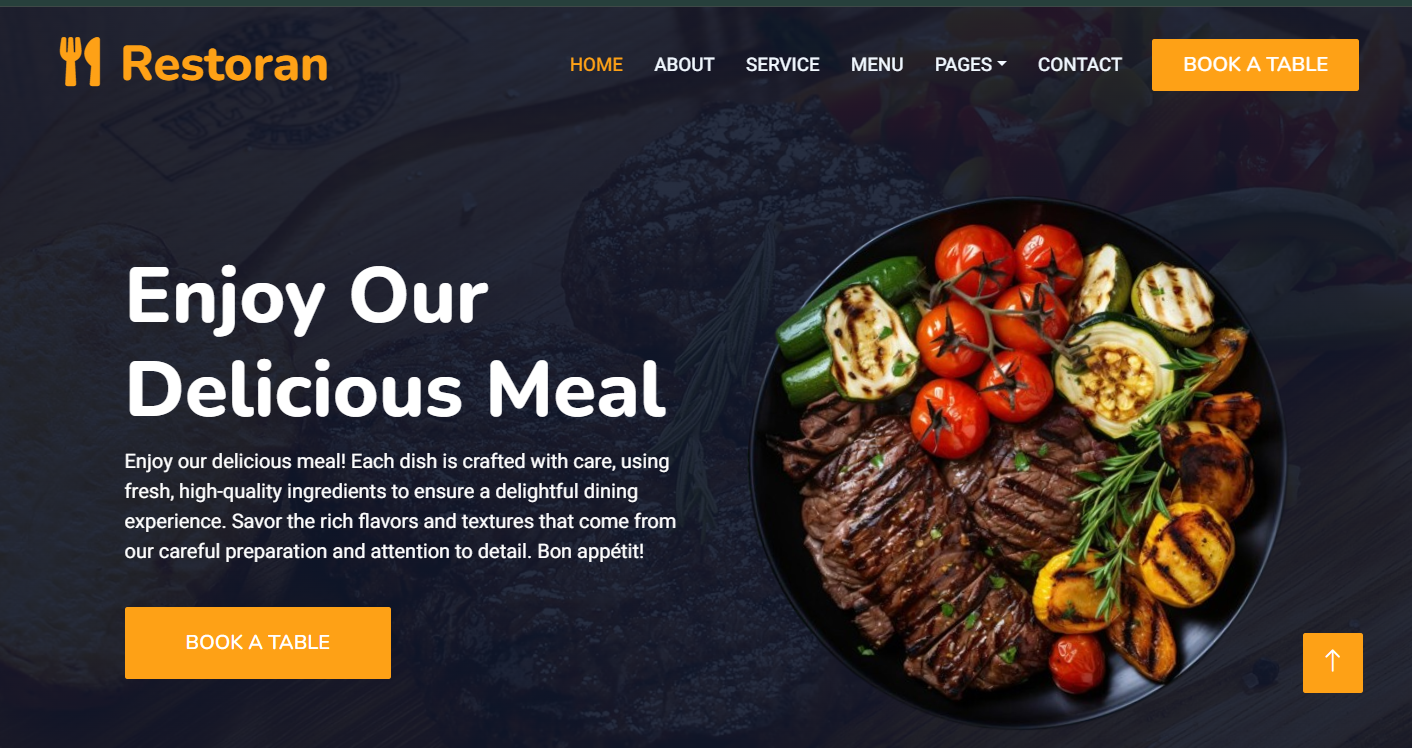 Restoran
HOME ABOUT SERVICE MENU PAGES CONTACT BOOK A TABLE
Enjoy Our
Delicious Meal
Enjoy our delicious meal! Each dish is crafted with care, using
fresh, high-quality ingredients to ensure a delightful dining
experience. Savor the rich flavors and textures that come from
our careful preparation and attention to detail. Bon appétit!
BOOK A TABLE